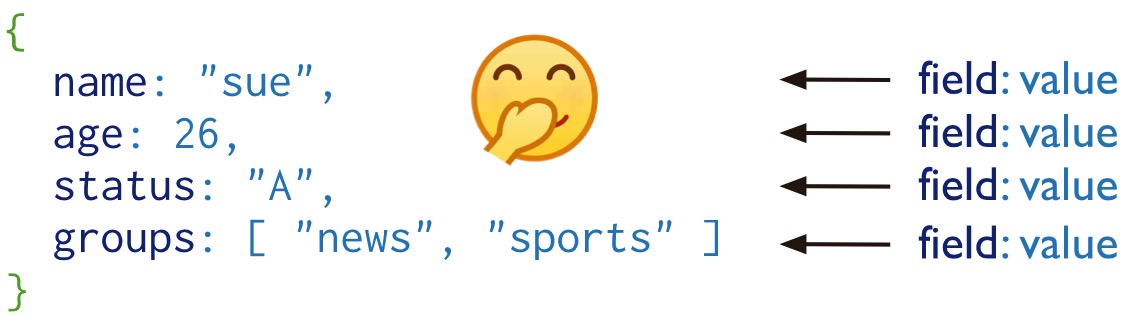 {
name: "sue", field: value
age: 26, field: value
status: "A", field: value
groups: [ "news", "sports" ] field: value
}